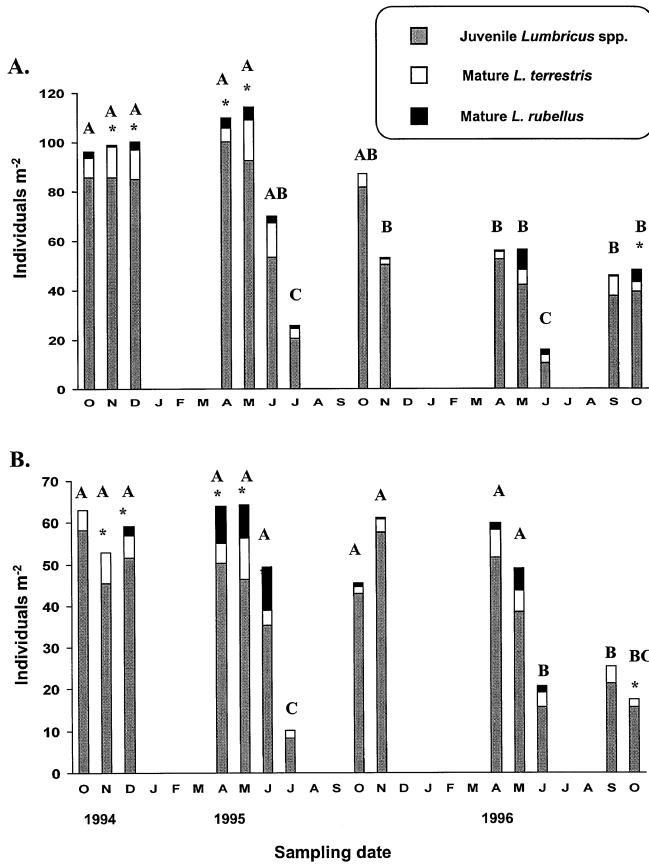 Juvenile Lumbricus spp.
Mature L. terrestris
Mature L. rubellus
A.
Individuals m-2
120
100
80
60
40
20
0
A A A A A AB C AB B B B C B B
* * * * *
O N D J F M A M J J A S O N D J F M A M J J A S O
B.
Individuals m-2
70
60
50
40
30
20
10
0
A A A A A A C A A A A B B BC
* * * * *
O N D J F M A M J J A S O N D J F M A M J J A S O
1994 1995 1996
Sampling date